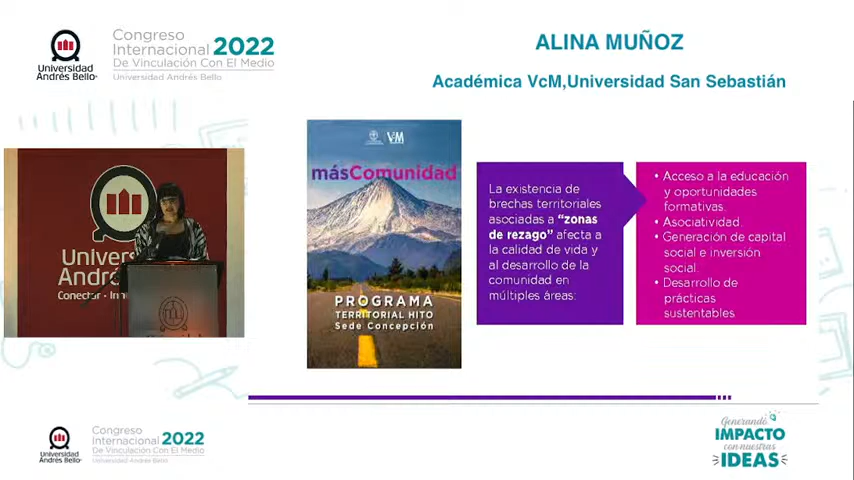 Universidad
Andrés Bello
Congreso
Internacional 2022
De Vinculación Con El Medio
Universidad Andrés Bello
ALINA MUÑOZ
Académica VcM,Universidad San Sebastián
Univers
André
Conectar · Inn
VcM
másComunidad
PROGRAMA
TERRITORIAL HITO
Sede Concepción
La existencia de
brechas territoriales
asociadas a “zonas
de rezago” afecta a
la calidad de vida y
al desarrollo de la
comunidad en
múltiples áreas:
• Acceso a la educación
y oportunidades
formativas.
• Asociatividad.
• Generación de capital
social e inversión
social.
• Desarrollo de
prácticas
sustentables.
Universidad
Andrés Bello
Congreso
Internacional 2022
De Vinculación Con El Medio
Universidad Andrés Bello
Generando
IMPACTO
con nuestras
IDEAS